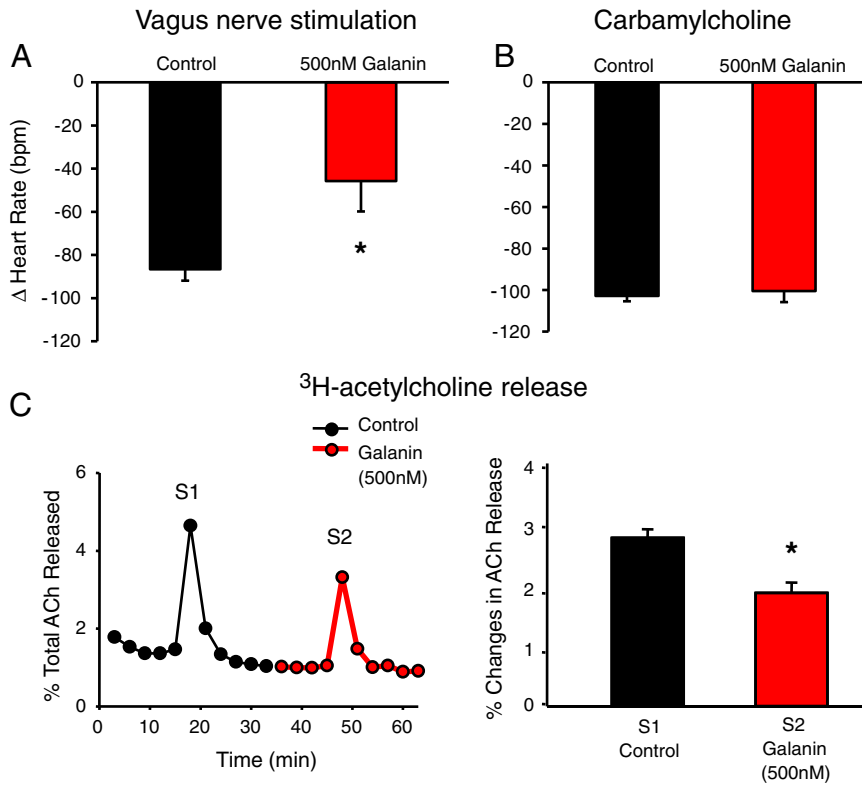 Vagus nerve stimulation
Carbamylcholine
A
B
Control
500nM Galanin
Control
500nM Galanin
0
-20
-40
-60
-80
-100
-120
Δ Heart Rate (bpm)
*
0
-20
-40
-60
-80
-100
-120
³H-acetylcholine release
C
Control
Galanin
(500nM)
6
4
2
0
% Total ACh Released
S1
S2
0 10 20 30 40 50 60
Time (min)
4
3
2
1
0
% Changes in ACh Release
*
S1
Control
S2
Galanin
(500nM)